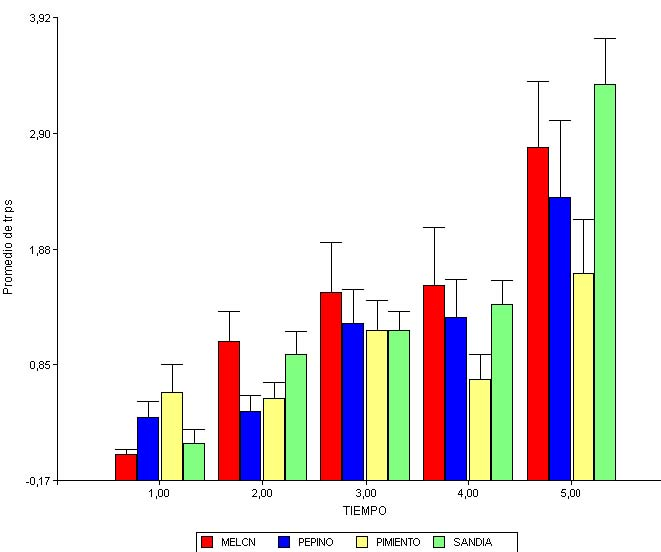 3,92
2,90
1,88
0,85
-0,17
Promedio de trps
1,00 2,00 3,00 4,00 5,00
TIEMPO
MELCN PEPINO PIMIENTO SANDIA